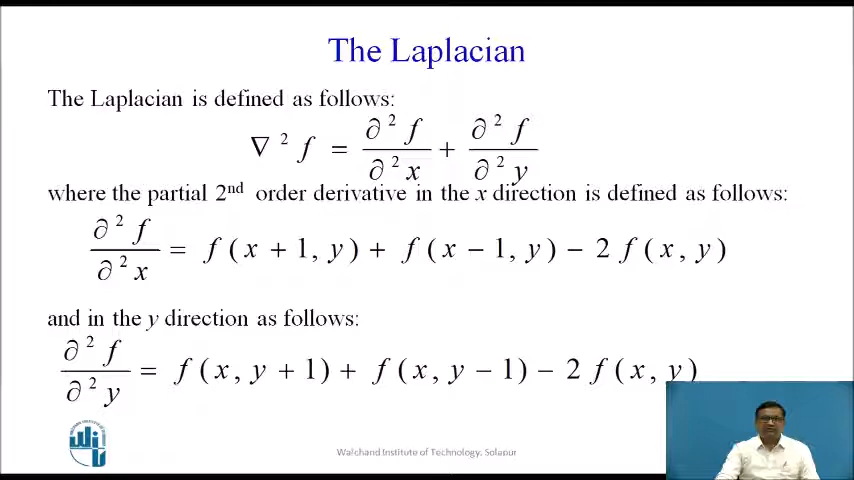 The Laplacian
The Laplacian is defined as follows:
∇ ² f = ∂ ² f / ∂ ² x + ∂ ² f / ∂ ² y
where the partial 2nd order derivative in the x direction is defined as follows:
∂ ² f / ∂ ² x = f ( x + 1, y ) + f ( x − 1, y ) − 2 f ( x , y )
and in the y direction as follows:
∂ ² f / ∂ ² y = f ( x , y + 1) + f ( x , y − 1) − 2 f ( x , y )
Walchand Institute of Technology, Solapur